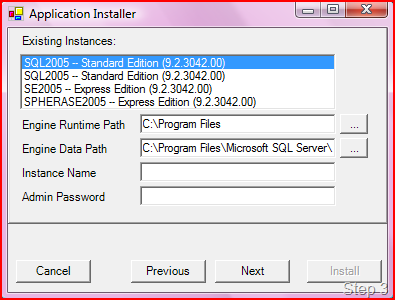 Application Installer
Existing Instances:
SQL2005 -- Standard Edition (9.2.3042.00)
SQL2005 -- Standard Edition (9.2.3042.00)
SE2005 -- Express Edition (9.2.3042.00)
SPHERASE2005 -- Express Edition (9.2.3042.00)
Engine Runtime Path C:\Program Files ...
Engine Data Path C:\Program Files\Microsoft SQL Server\ ...
Instance Name
Admin Password
Cancel Previous Next Install
Step 3